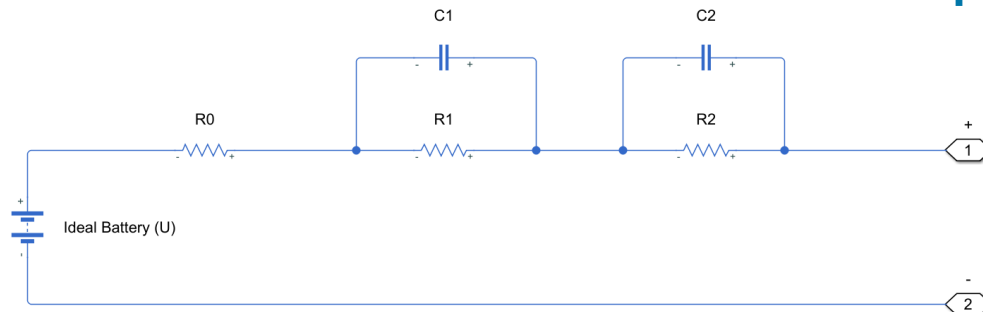 C1
C2
- +
- +
R0
R1
R2
+
- +
- +
- +
1
+
Ideal Battery (U)
-
-
2